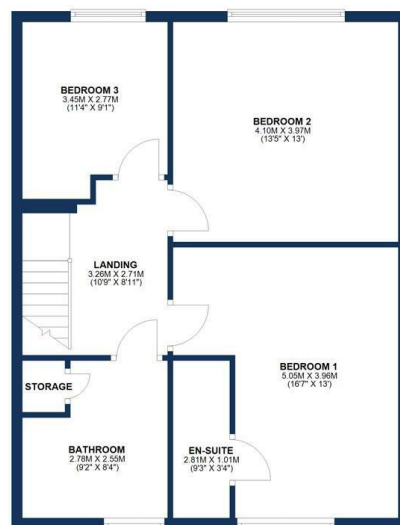 BEDROOM 3
3.45M X 2.77M
(11'4" X 9'1")
BEDROOM 2
4.10M X 3.97M
(13'5" X 13')
LANDING
3.26M X 2.71M
(10'9" X 8'11")
BEDROOM 1
5.05M X 3.96M
(16'7" X 13')
STORAGE
BATHROOM
2.78M X 2.55M
(9'2" X 8'4")
EN-SUITE
2.81M X 1.01M
(9'3" X 3'4")